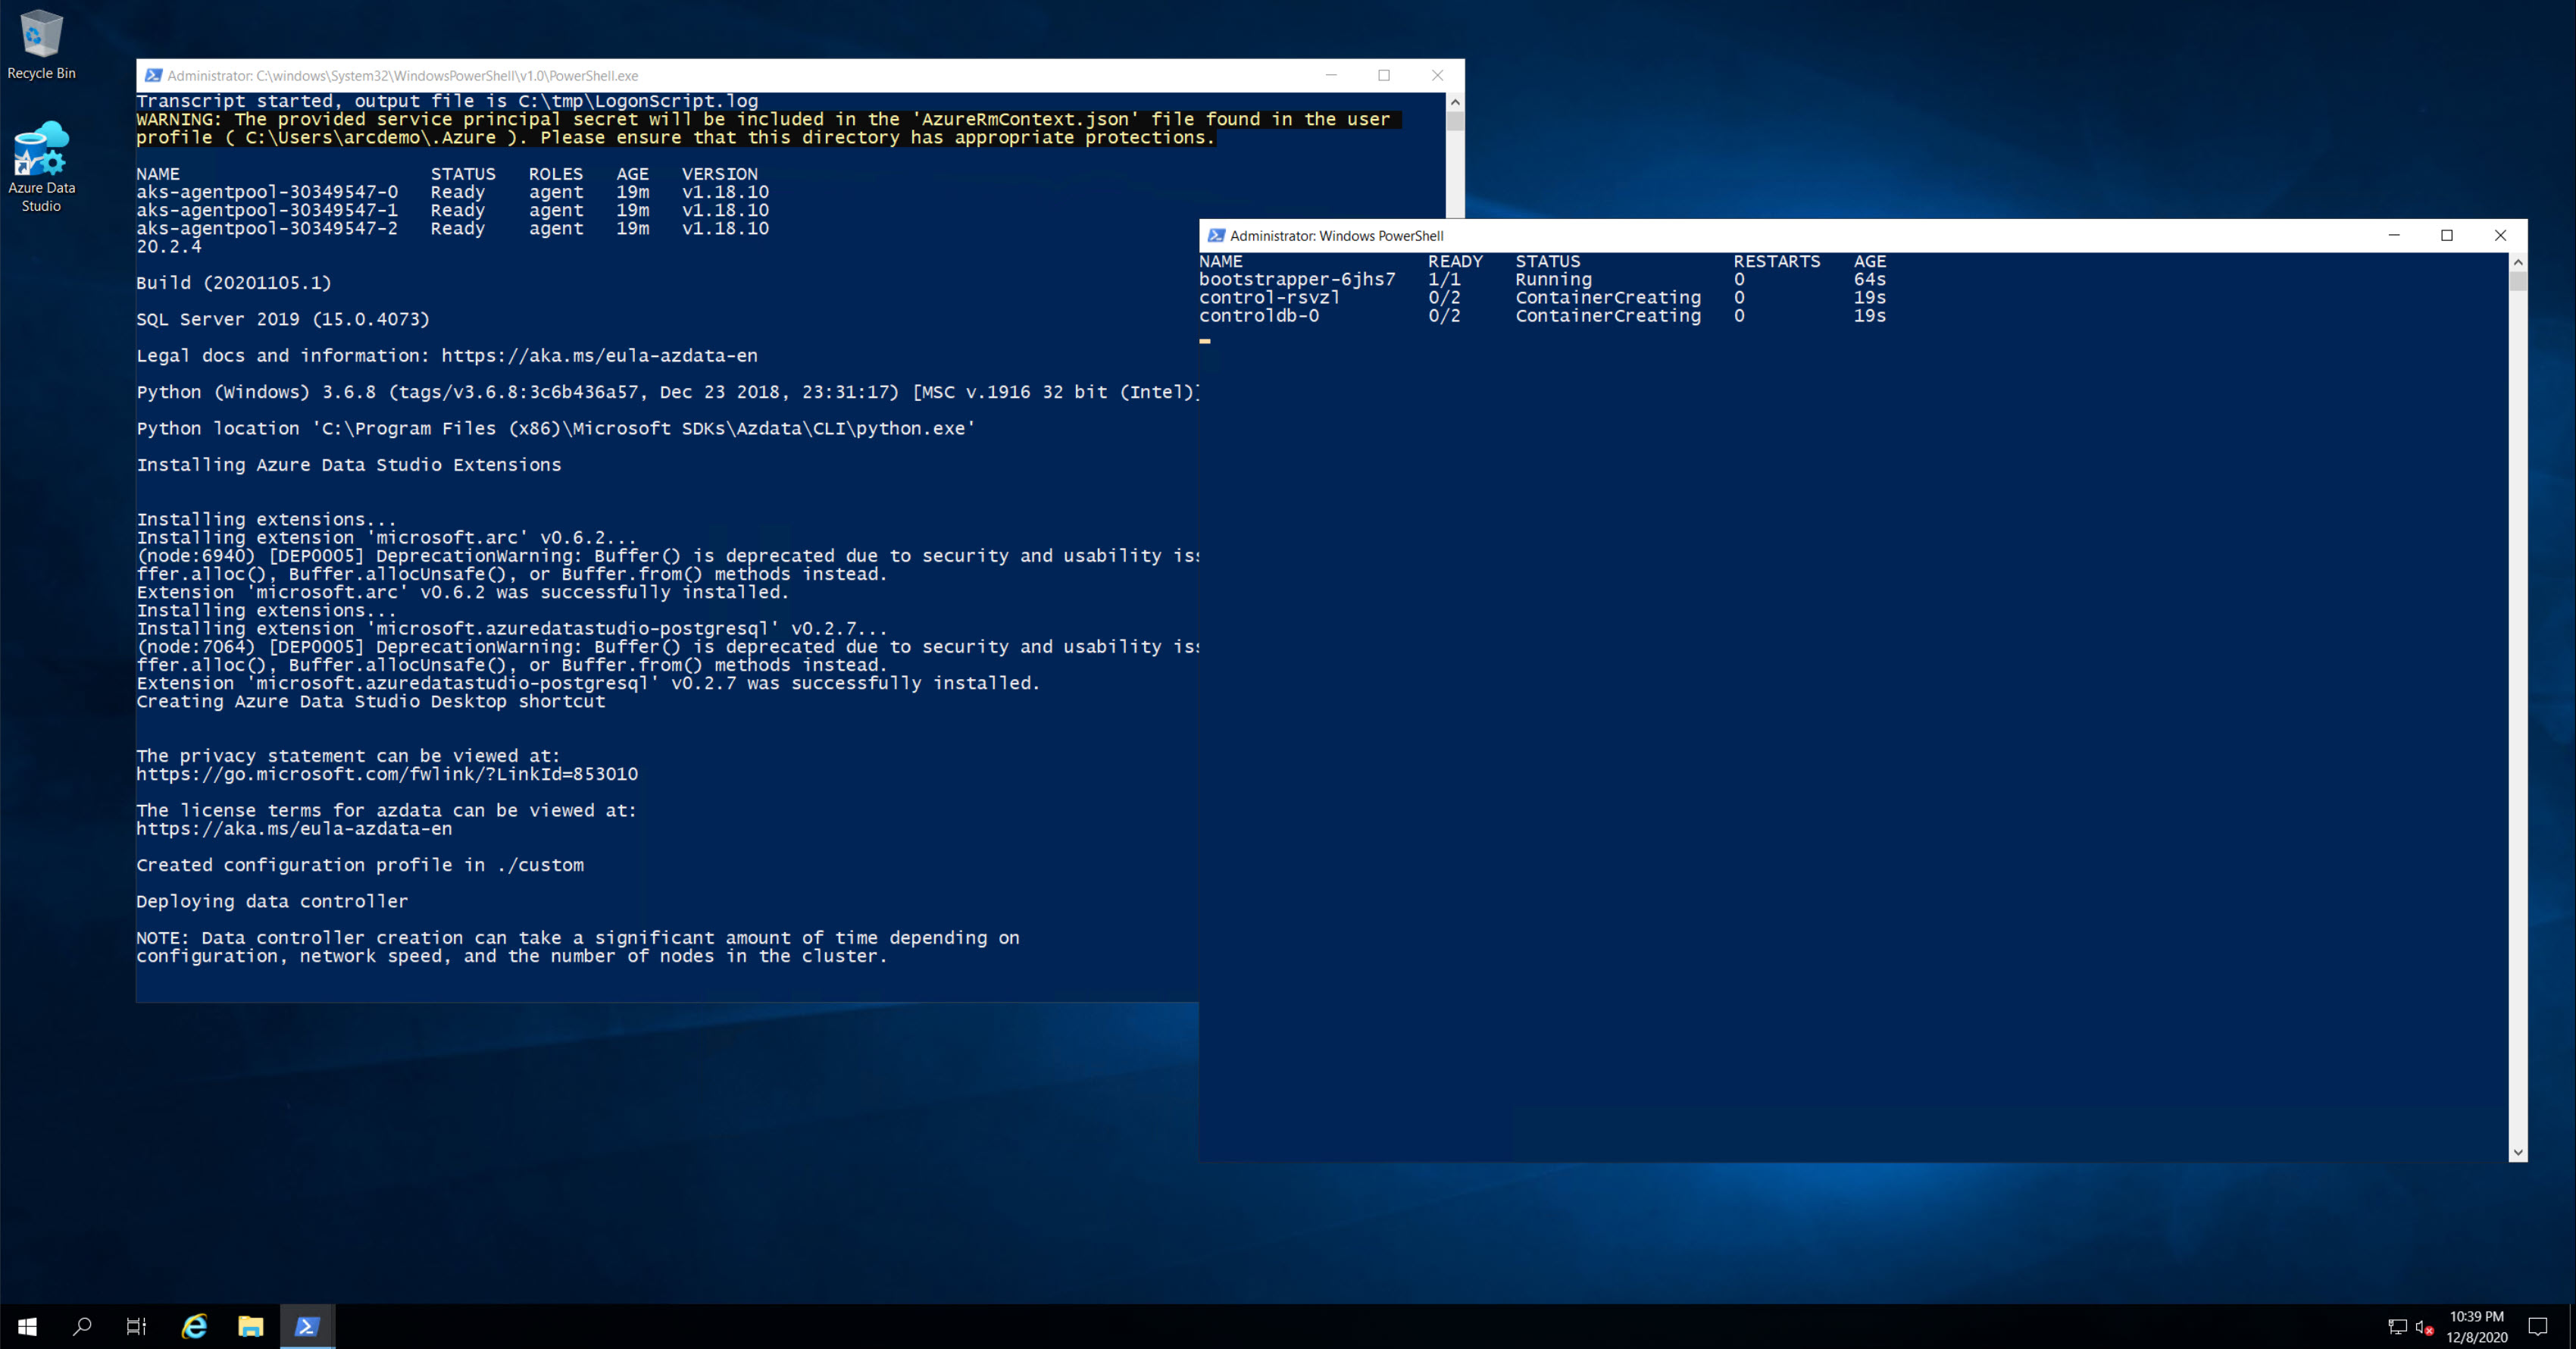 Recycle Bin
Azure Data
Studio
Administrator: C:\windows\System32\WindowsPowerShell\v1.0\PowerShell.exe
Transcript started, output file is C:\tmp\LogonScript.log
WARNING: The provided service principal secret will be included in the 'AzureRmContext.json' file found in the user
profile ( C:\Users\arcdemo\.Azure ). Please ensure that this directory has appropriate protections.
NAME STATUS ROLES AGE VERSION
aks-agentpool-30349547-0 Ready agent 19m v1.18.10
aks-agentpool-30349547-1 Ready agent 19m v1.18.10
aks-agentpool-30349547-2 Ready agent 19m v1.18.10
20.2.4
Build (20201105.1)
SQL Server 2019 (15.0.4073)
Legal docs and information: https://aka.ms/eula-azdata-en
Python (Windows) 3.6.8 (tags/v3.6.8:3c6b436a57, Dec 23 2018, 23:31:17) [MSC v.1916 32 bit (Intel)]
Python location 'C:\Program Files (x86)\Microsoft SDKs\Azdata\CLI\python.exe'
Installing Azure Data Studio Extensions
Installing extensions...
Installing extension 'microsoft.arc' v0.6.2...
(node:6940) [DEP0005] DeprecationWarning: Buffer() is deprecated due to security and usability iss
ffer.alloc(), Buffer.allocUnsafe(), or Buffer.from() methods instead.
Extension 'microsoft.arc' v0.6.2 was successfully installed.
Installing extensions...
Installing extension 'microsoft.azuredatastudio-postgresql' v0.2.7...
(node:7064) [DEP0005] DeprecationWarning: Buffer() is deprecated due to security and usability iss
ffer.alloc(), Buffer.allocUnsafe(), or Buffer.from() methods instead.
Extension 'microsoft.azuredatastudio-postgresql' v0.2.7 was successfully installed.
Creating Azure Data Studio Desktop shortcut
The privacy statement can be viewed at:
https://go.microsoft.com/fwlink/?LinkId=853010
The license terms for azdata can be viewed at:
https://aka.ms/eula-azdata-en
Created configuration profile in ./custom
Deploying data controller
NOTE: Data controller creation can take a significant amount of time depending on
configuration, network speed, and the number of nodes in the cluster.
Administrator: Windows PowerShell
NAME READY STATUS RESTARTS AGE
bootstrapper-6jhs7 1/1 Running 0 64s
control-rsvzl 0/2 ContainerCreating 0 19s
controldb-0 0/2 ContainerCreating 0 19s
10:39 PM
12/8/2020